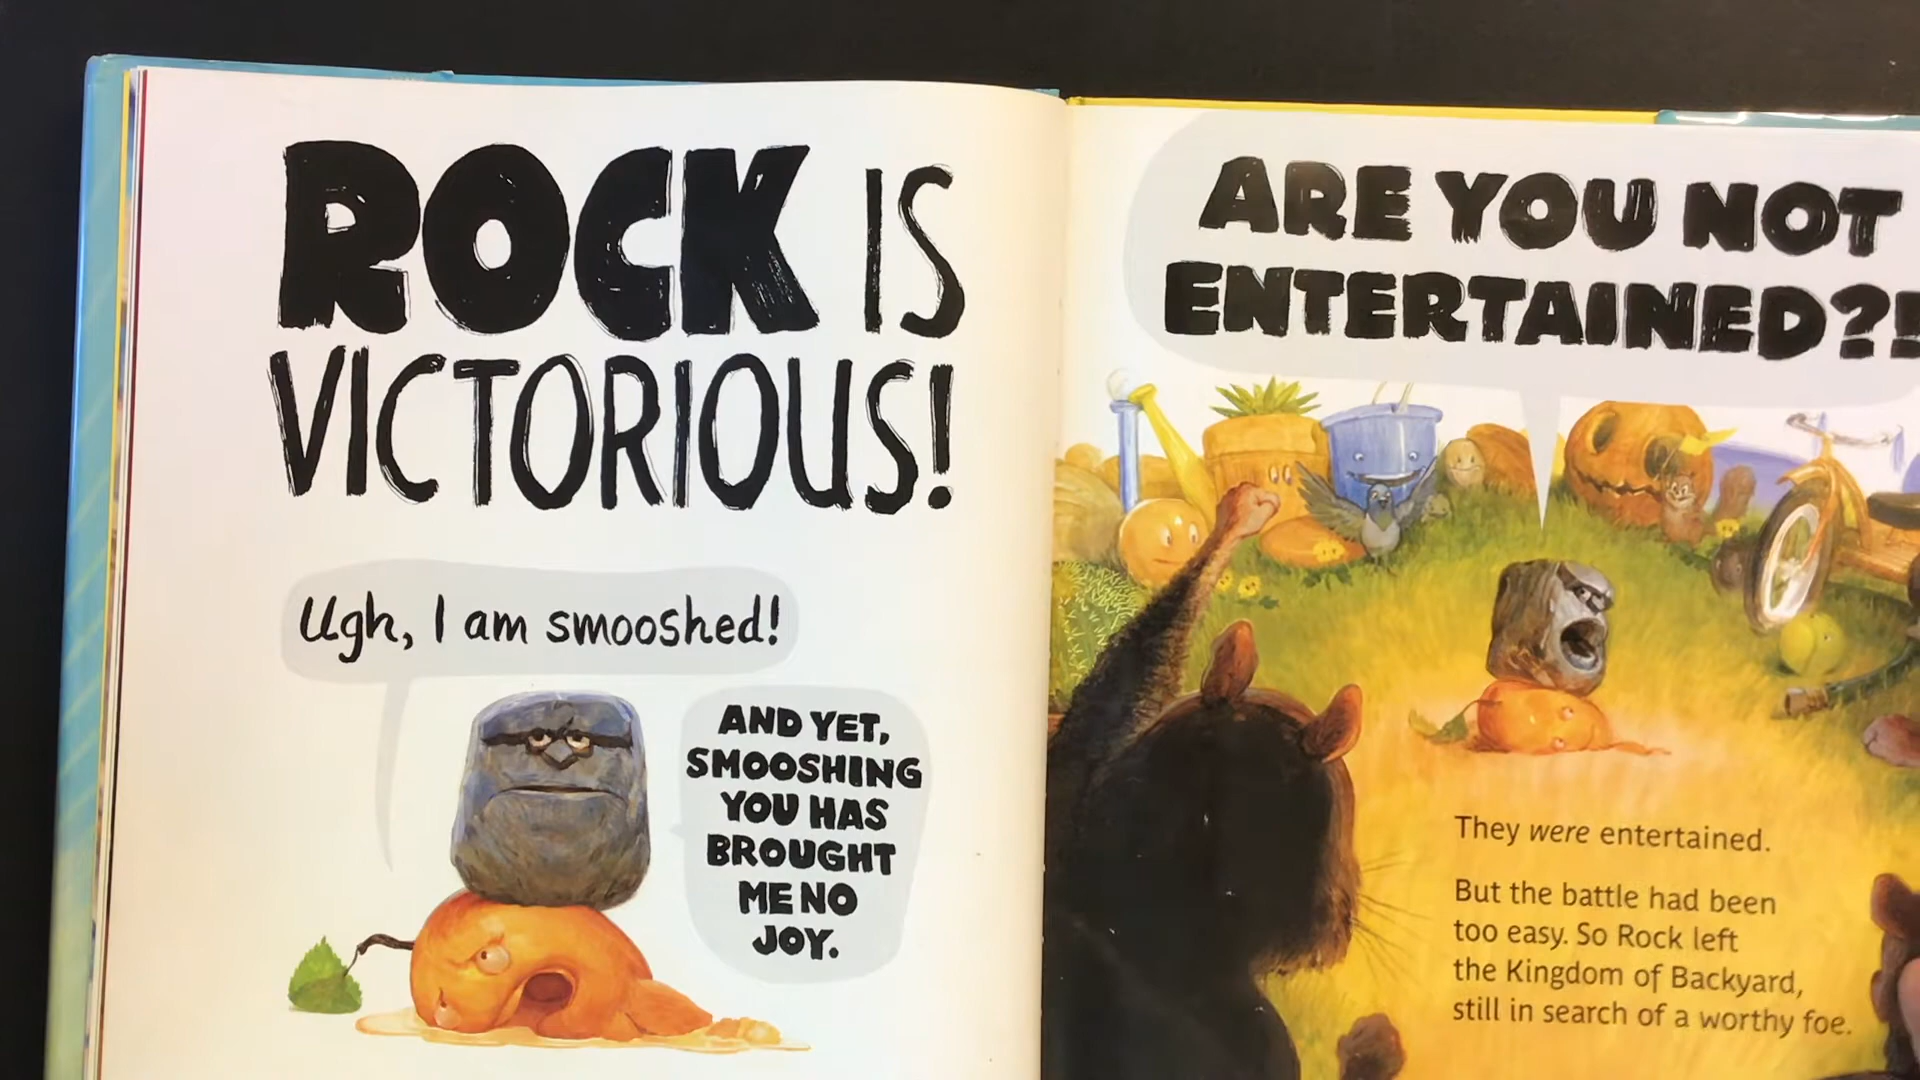 ROCK IS
VICTORIOUS!
Ugh, I am smooshed!
AND YET,
SMOOSHING
YOU HAS
BROUGHT
ME NO
JOY.
ARE YOU NOT
ENTERTAINED?!
They were entertained.
But the battle had been
too easy. So Rock left
the Kingdom of Backyard,
still in search of a worthy foe.